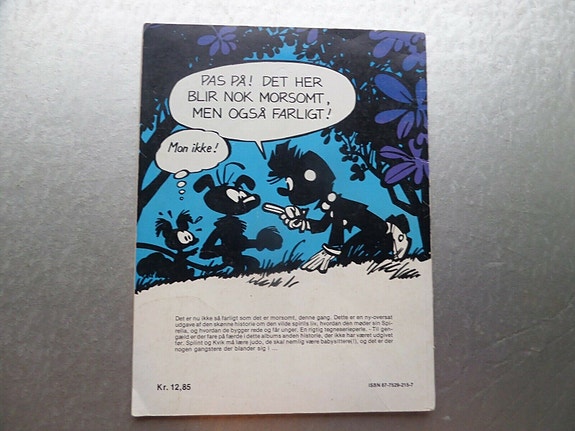 PAS PÅ! DET HER
BLIR NOK MORSOMT,
MEN OGSÅ FARLIGT!
Mon ikke!
Det er nu ikke så farligt som det er morsomt, denne gang. Dette er en ny-oversat
udgave af den skønne historie om den vilde spirills liv, hvordan den møder sin Spi-
rella, og hvordan de bygger rede og får unger. En rigtig tegneserieperle. - Til gen-
gæld er der fare på færde i dette albums anden historie, der ikke har været udgivet
før. Splint og Kvik må lære judo, de skal nemlig være babysittere(!), og det er der
nogen gangstere der blander sig i ...
Kr. 12,85
ISBN 87-7529-215-7